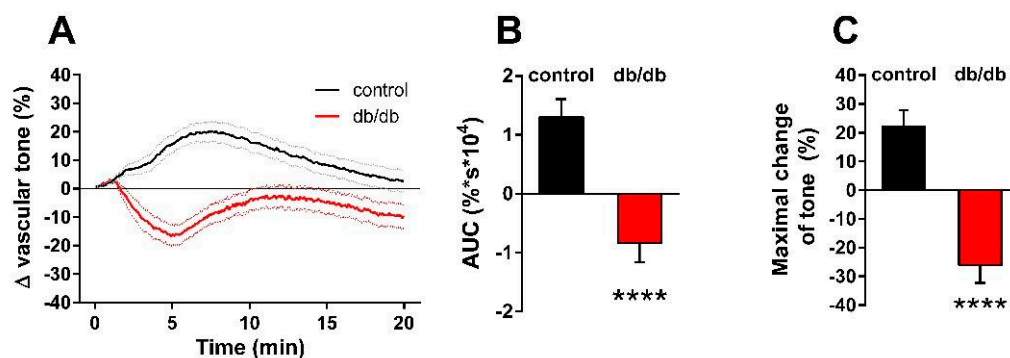 A
Δ vascular tone (%)
40
30
20
10
0
-10
-20
-30
-40
control
db/db
0
5
10
15
20
Time (min)
B
AUC (%*s*10^4)
2
1
0
-1
-2
control
db/db
****
C
Maximal change
of tone (%)
40
30
20
10
0
-10
-20
-30
-40
control
db/db
****